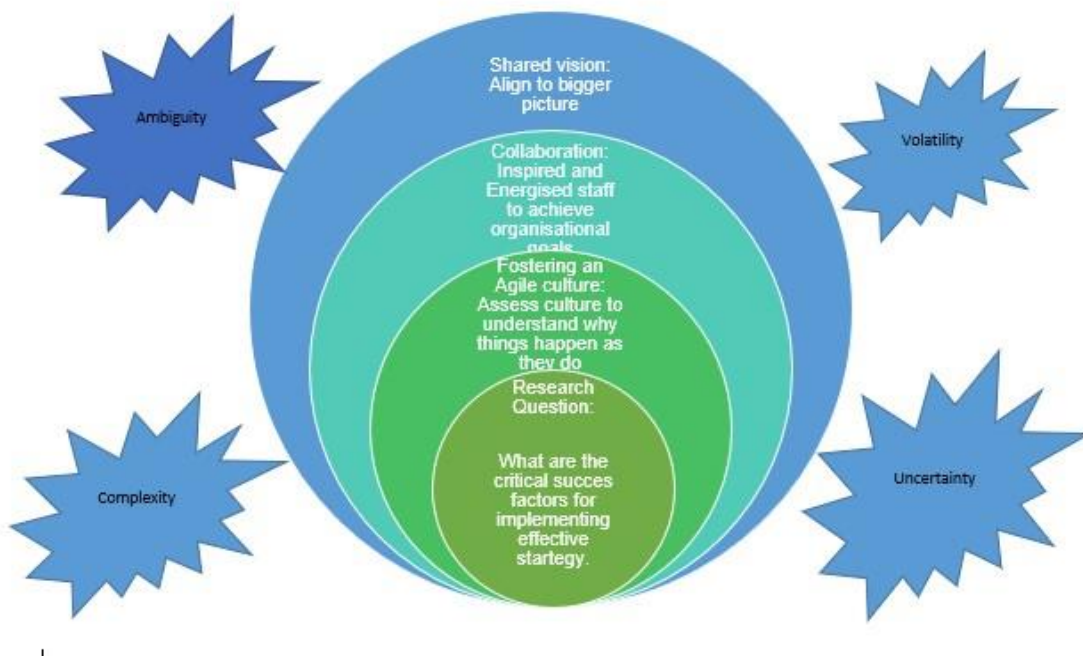 Ambiguity
Shared vision:
Align to bigger
picture
Volatility
Collaboration:
Inspired and
Energised staff
to achieve
organisational
goals
Fostering an
Agile culture:
Assess culture to
understand why
things happen as
they do
Complexity
Research
Question:
What are the
critical succes
factors for
implementing
effective
startegy.
Uncertainty